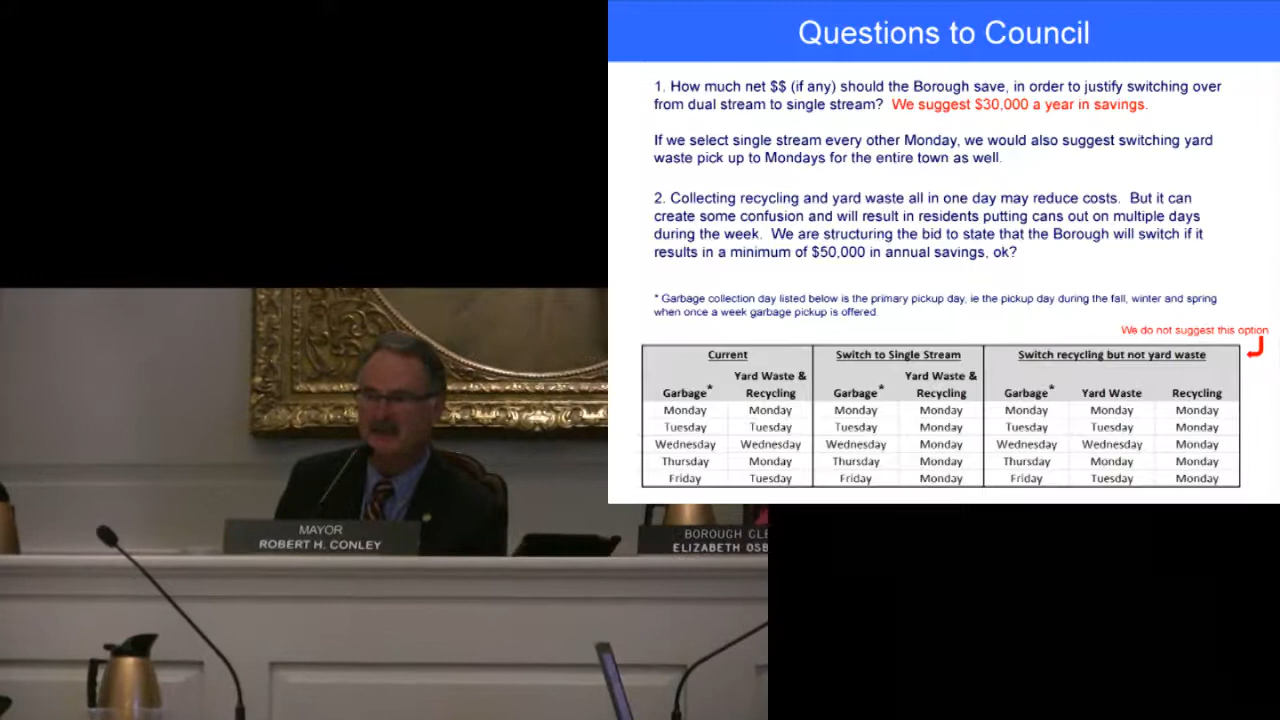 Questions to Council
1. How much net $$ (if any) should the Borough save, in order to justify switching over
from dual stream to single stream? We suggest $30,000 a year in savings.
If we select single stream every other Monday, we would also suggest switching yard
waste pick up to Mondays for the entire town as well.
2. Collecting recycling and yard waste all in one day may reduce costs. But it can
create some confusion and will result in residents putting cans out on multiple days
during the week. We are structuring the bid to state that the Borough will switch if it
results in a minimum of $50,000 in annual savings, ok?
* Garbage collection day listed below is the primary pickup day, ie the pickup day during the fall, winter and spring
when once a week garbage pickup is offered.
We do not suggest this option
Current Switch to Single Stream Switch recycling but not yard waste
Yard Waste & Yard Waste &
Garbage* Recycling Garbage* Recycling Garbage* Yard Waste Recycling
Monday Monday Monday Monday Monday Monday Monday
Tuesday Tuesday Tuesday Monday Tuesday Tuesday Monday
Wednesday Wednesday Wednesday Monday Wednesday Wednesday Monday
Thursday Monday Thursday Monday Thursday Monday Monday
Friday Tuesday Friday Monday Friday Tuesday Monday
MAYOR
ROBERT H. CONLEY
BOROUGH CLE
ELIZABETH OSB